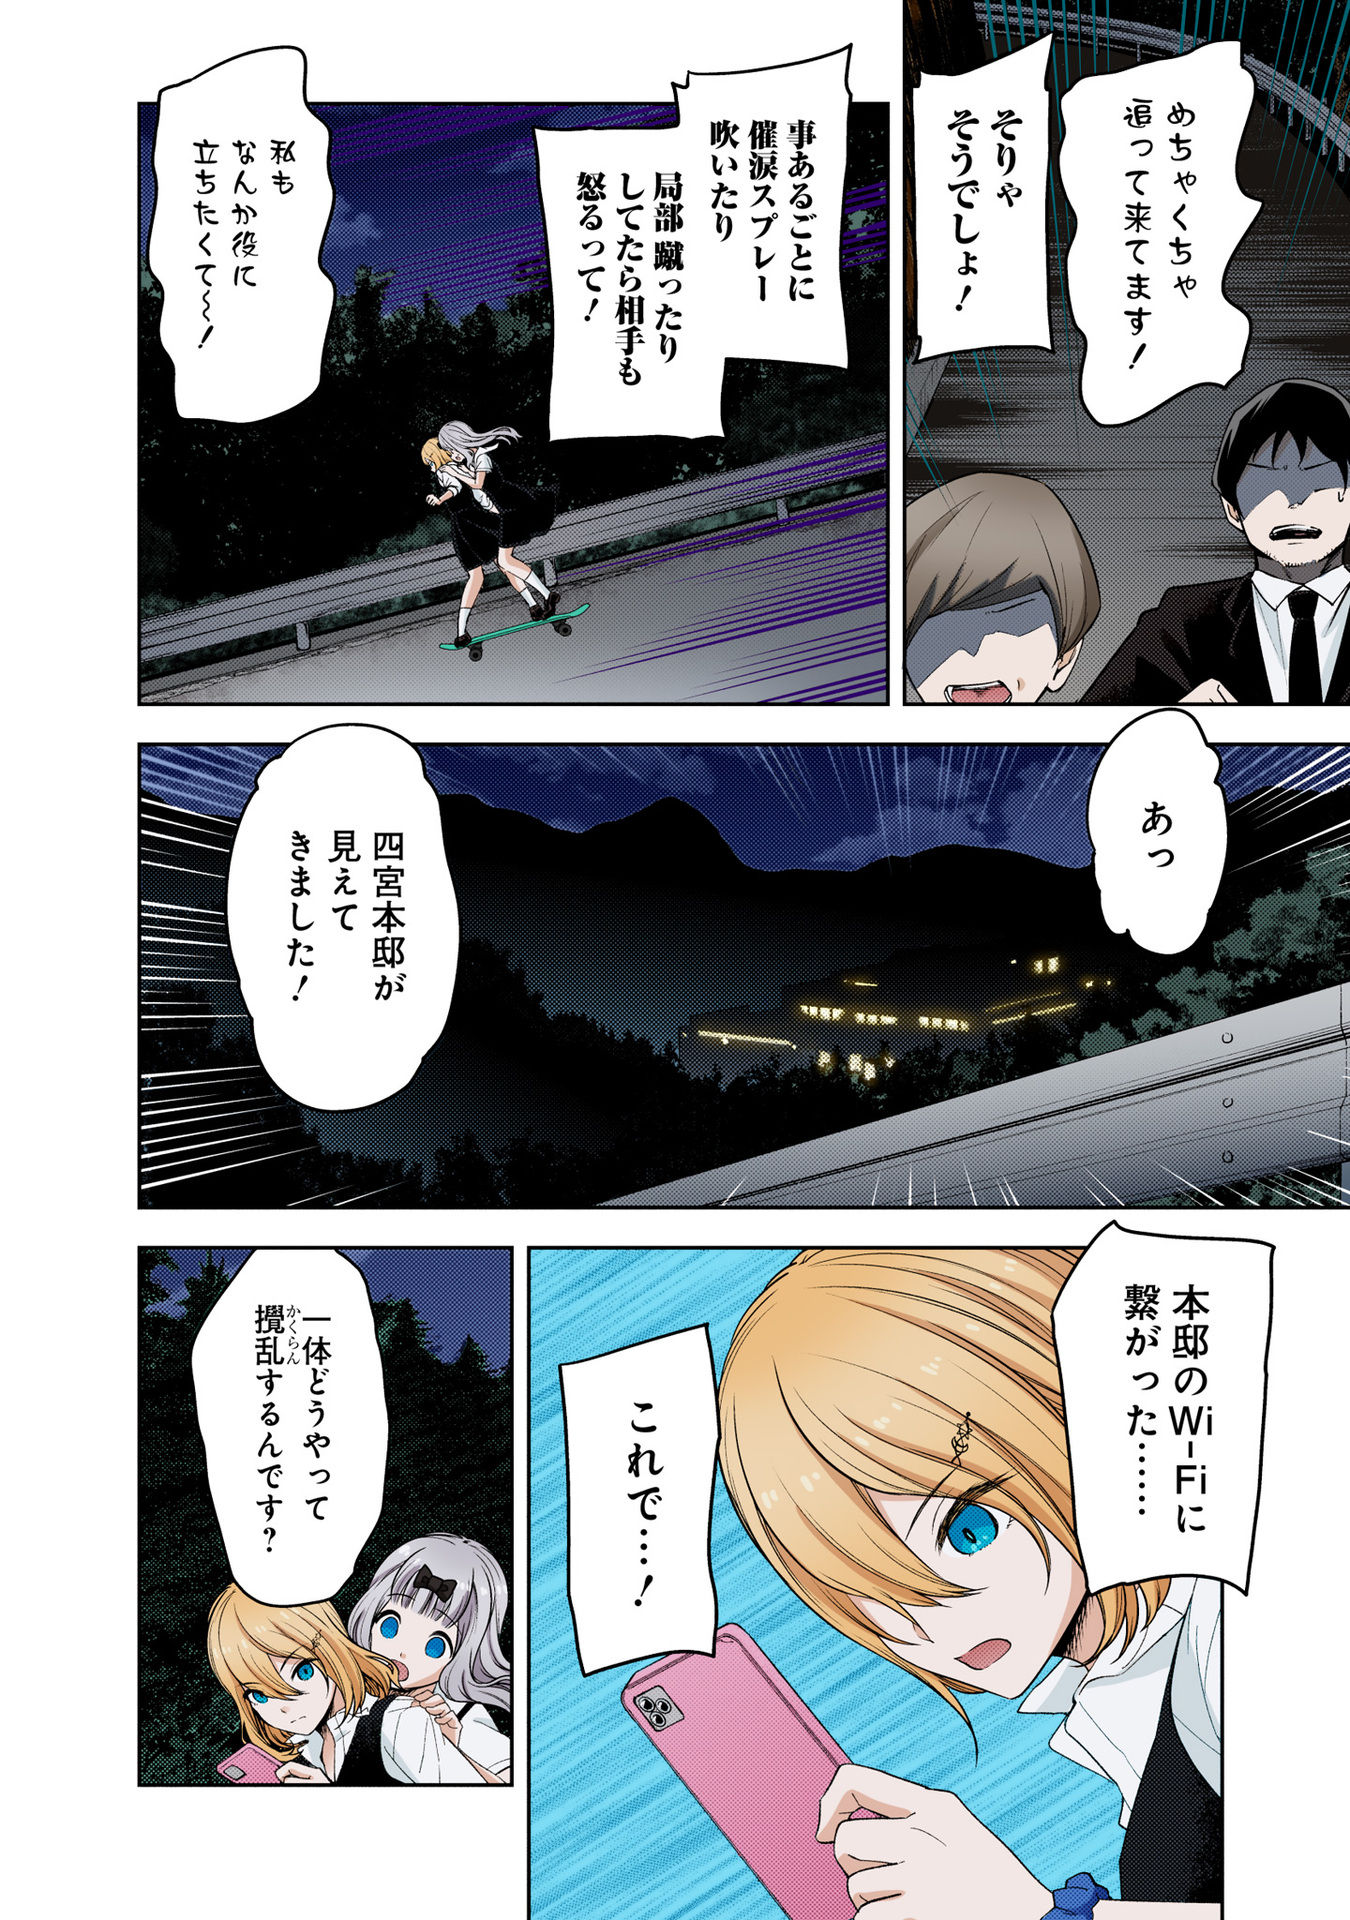 めちゃくちゃ
追って来てます!
そりゃ
そうでしょ!
事あるごとに
催涙スプレー
吹いたり
局部蹴ったり
してたら相手も
怒るって!
私も
なんか役に
立ちたくて〜!
あっ
四宮本邸が
見えて
きました!
本邸のWi-Fiに
繋がった……
これで…!
一体どうやって
攪乱するんです?
かくらん